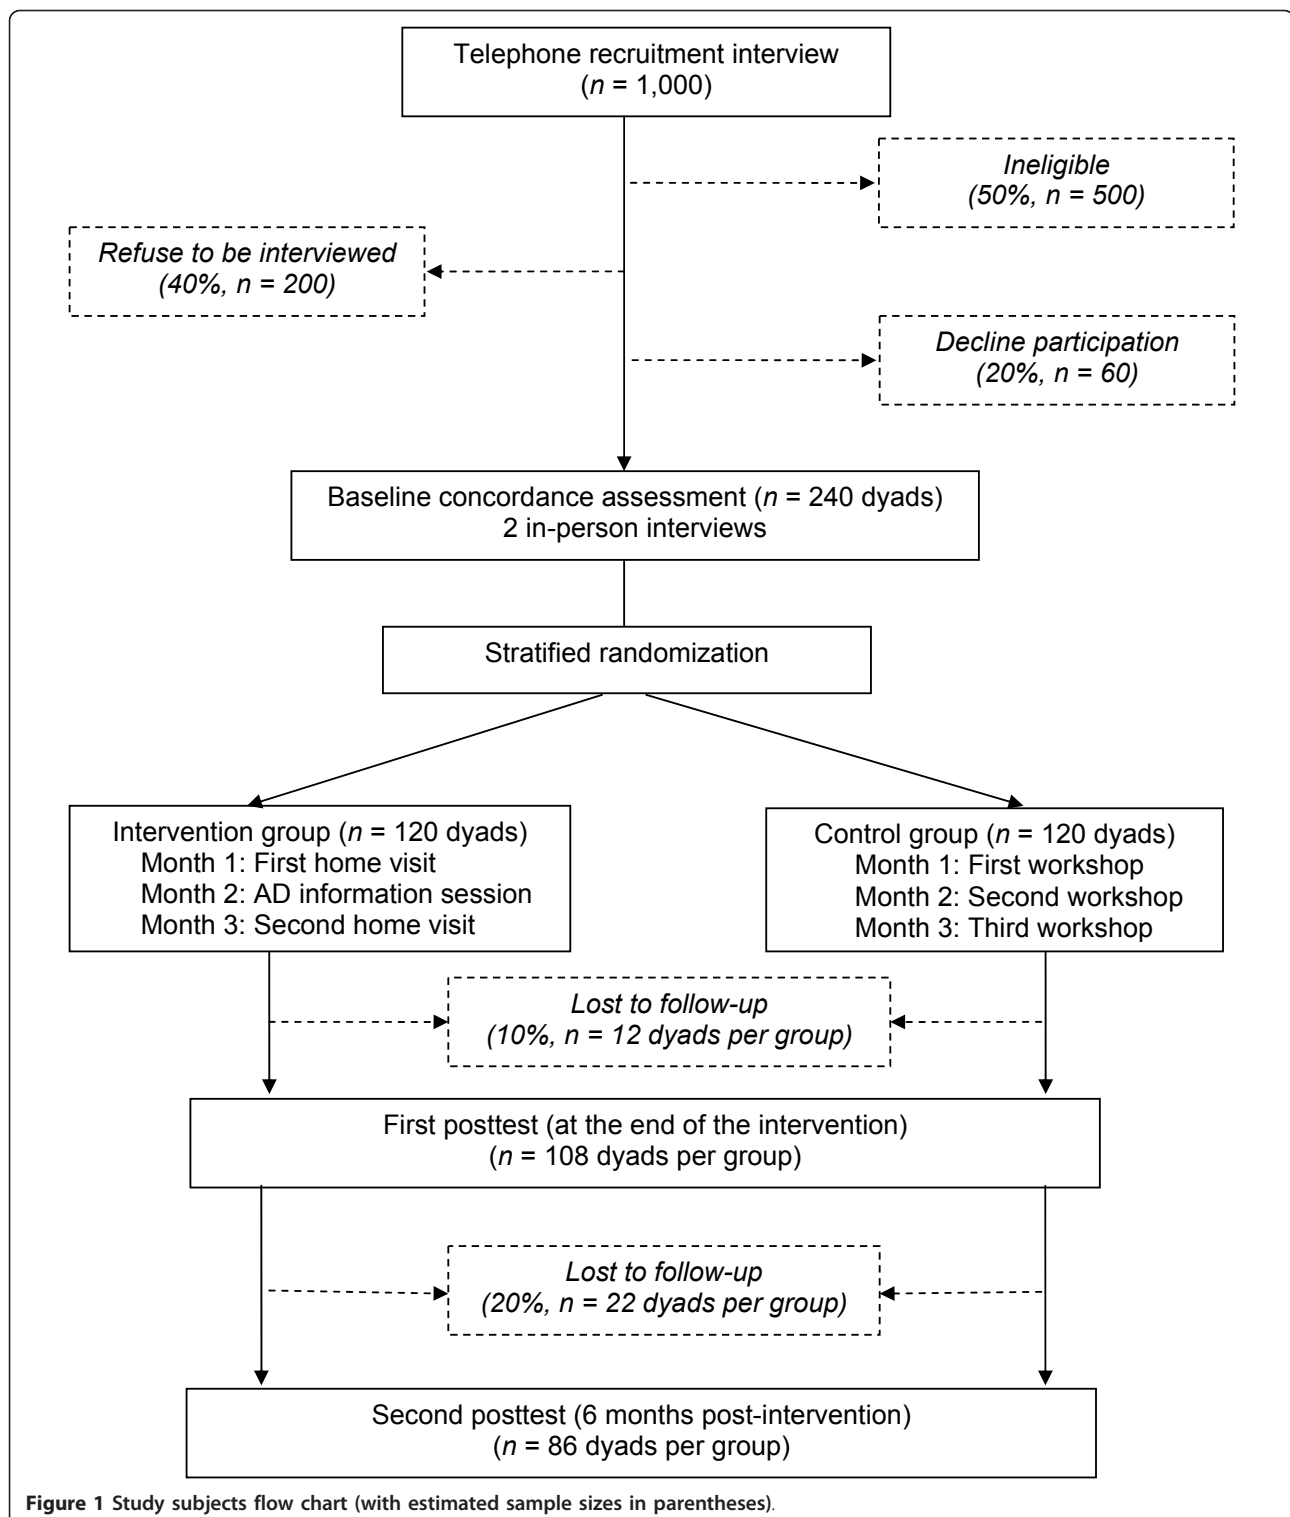 Telephone recruitment interview
(n = 1,000)
Ineligible
(50%, n = 500)
Refuse to be interviewed
(40%, n = 200)
Decline participation
(20%, n = 60)
Baseline concordance assessment (n = 240 dyads)
2 in-person interviews
Stratified randomization
Intervention group (n = 120 dyads)
Month 1: First home visit
Month 2: AD information session
Month 3: Second home visit
Control group (n = 120 dyads)
Month 1: First workshop
Month 2: Second workshop
Month 3: Third workshop
Lost to follow-up
(10%, n = 12 dyads per group)
First posttest (at the end of the intervention)
(n = 108 dyads per group)
Lost to follow-up
(20%, n = 22 dyads per group)
Second posttest (6 months post-intervention)
(n = 86 dyads per group)
Figure 1 Study subjects flow chart (with estimated sample sizes in parentheses).